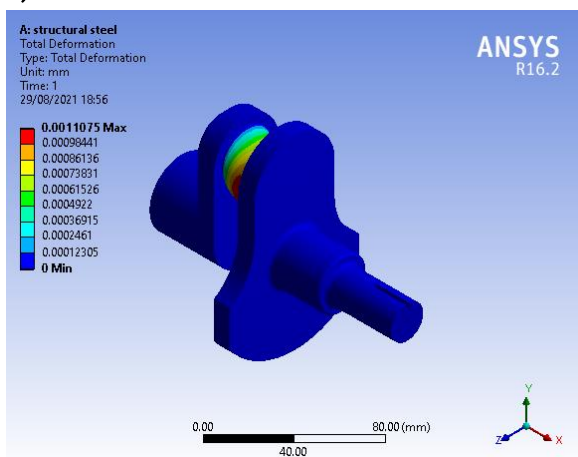 A: structural steel
Total Deformation
Type: Total Deformation
Unit: mm
Time: 1
29/08/2021 18:56
ANSYS
R16.2
0.0011075 Max
0.00098441
0.00086136
0.00073831
0.00061526
0.0004922
0.00036915
0.0002461
0.00012305
0 Min
0.00
80.00 (mm)
40.00
Y
Z
X